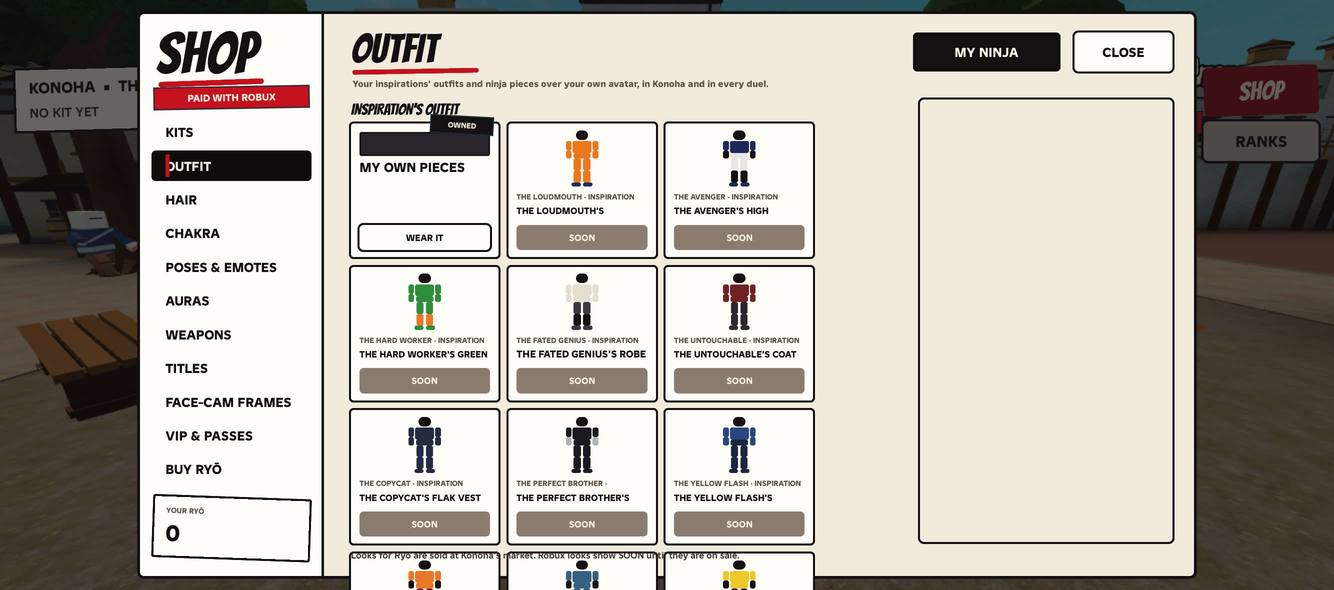 KONOHA ▪ TH
NO KIT YET
SHOP
PAID WITH ROBUX
KITS
OUTFIT
HAIR
CHAKRA
POSES & EMOTES
AURAS
WEAPONS
TITLES
FACE-CAM FRAMES
VIP & PASSES
BUY RYŌ
YOUR RYŌ
0
OUTFIT
MY NINJA
CLOSE
Your inspirations' outfits and ninja pieces over your own avatar, in Konoha and in every duel.
INSPIRATION'S OUTFIT
OWNED
MY OWN PIECES
WEAR IT
THE LOUDMOUTH · INSPIRATION
THE LOUDMOUTH'S
SOON
THE AVENGER · INSPIRATION
THE AVENGER'S HIGH
SOON
THE HARD WORKER · INSPIRATION
THE HARD WORKER'S GREEN
SOON
THE FATED GENIUS · INSPIRATION
THE FATED GENIUS'S ROBE
SOON
THE UNTOUCHABLE · INSPIRATION
THE UNTOUCHABLE'S COAT
SOON
THE COPYCAT · INSPIRATION
THE COPYCAT'S FLAK VEST
SOON
THE PERFECT BROTHER ·
THE PERFECT BROTHER'S
SOON
THE YELLOW FLASH · INSPIRATION
THE YELLOW FLASH'S
SOON
Looks for Ryō are sold at Konoha's market. Robux looks show SOON until they are on sale.
SHOP
RANKS